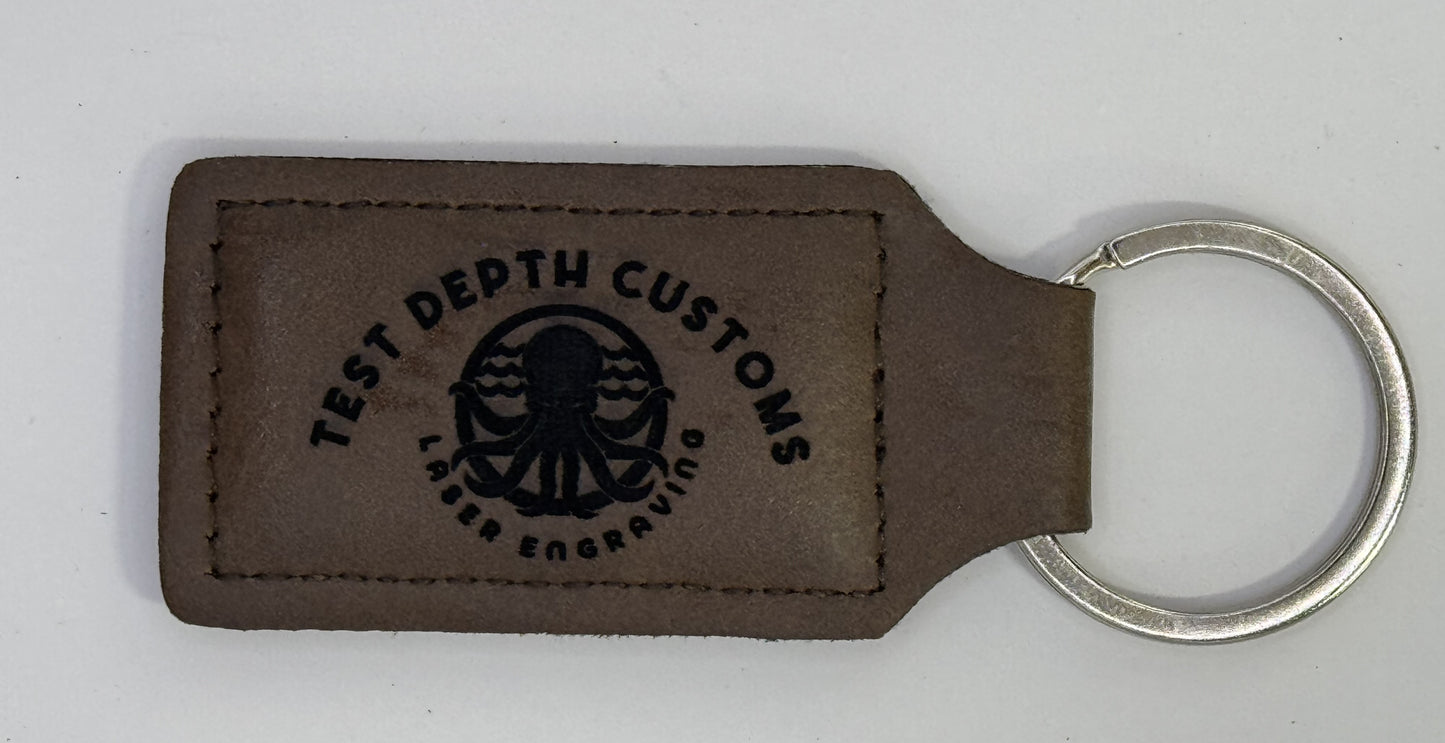 TEST DEPTH CUSTOMS
LASER ENGRAVING